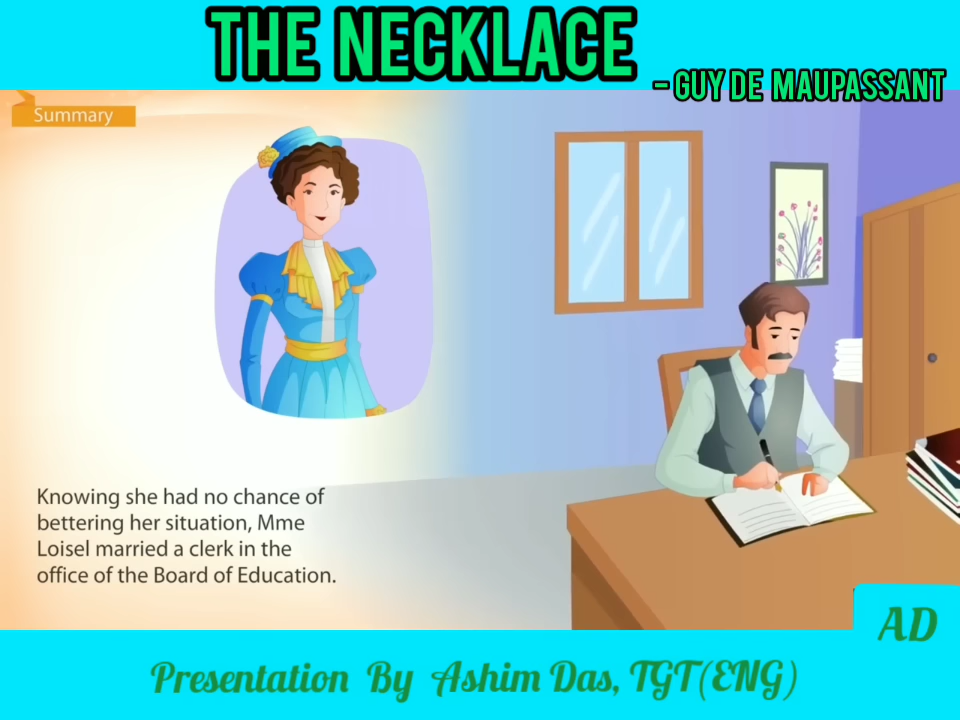 THE NECKLACE
- GUY DE MAUPASSANT
Summary
Knowing she had no chance of
bettering her situation, Mme
Loisel married a clerk in the
office of the Board of Education.
AD
Presentation By Ashim Das, TGT(ENG)